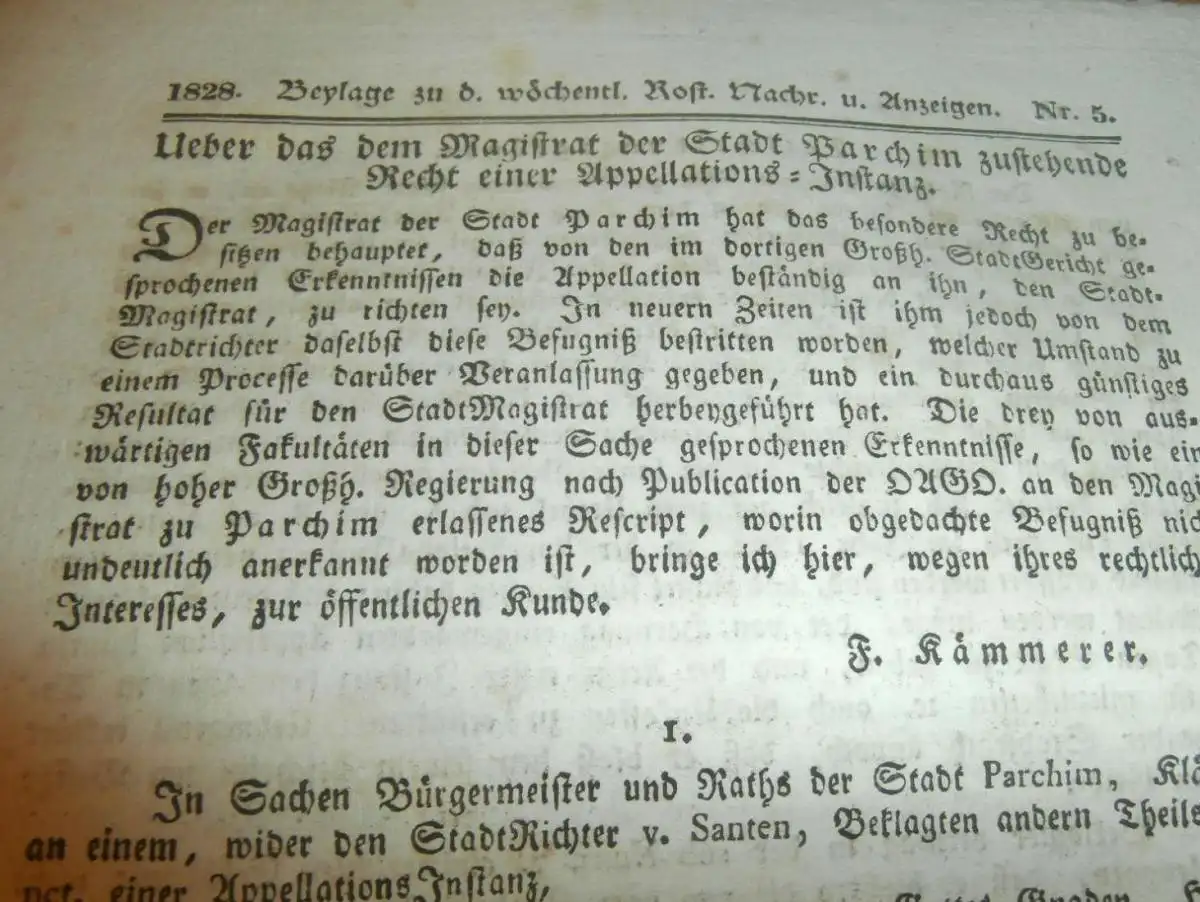 1828. Beylage zu d. wöchentl. Rost. Nachr. u. Anzeigen. Nr. 5.
Ueber das dem Magistrat der Stadt Parchim zustehende
Recht einer Appellations-Instanz.
Der Magistrat der Stadt Parchim hat das besondere Recht zu be-
sitzen behauptet, daß von den im dortigen Großh. StadtGericht ge-
sprochenen Erkenntnissen die Appellation beständig an ihn, den Stadt-
Magistrat, zu richten sey. In neuern Zeiten ist ihm jedoch von dem
Stadtrichter daselbst diese Befugniß bestritten worden, welcher Umstand zu
einem Processe darüber Veranlassung gegeben, und ein durchaus günstiges
Resultat für den StadtMagistrat herbeygeführt hat. Die drey von aus-
wärtigen Fakultäten in dieser Sache gesprochenen Erkenntnisse, so wie ein
von hoher Großh. Regierung nach Publication der OAGO. an den Magi
strat zu Parchim erlassenes Rescript, worin obgedachte Befugniß nic
undeutlich anerkannt worden ist, bringe ich hier, wegen ihres rechtlich
Interesses, zur öffentlichen Kunde.
F. Kämmerer.
I.
In Sachen Bürgermeister und Raths der Stadt Parchim, Klä
an einem, wider den StadtRichter v. Santen, Beklagten andern Theils
pct. einer AppellationsInstanz,
Gottes Gnaden